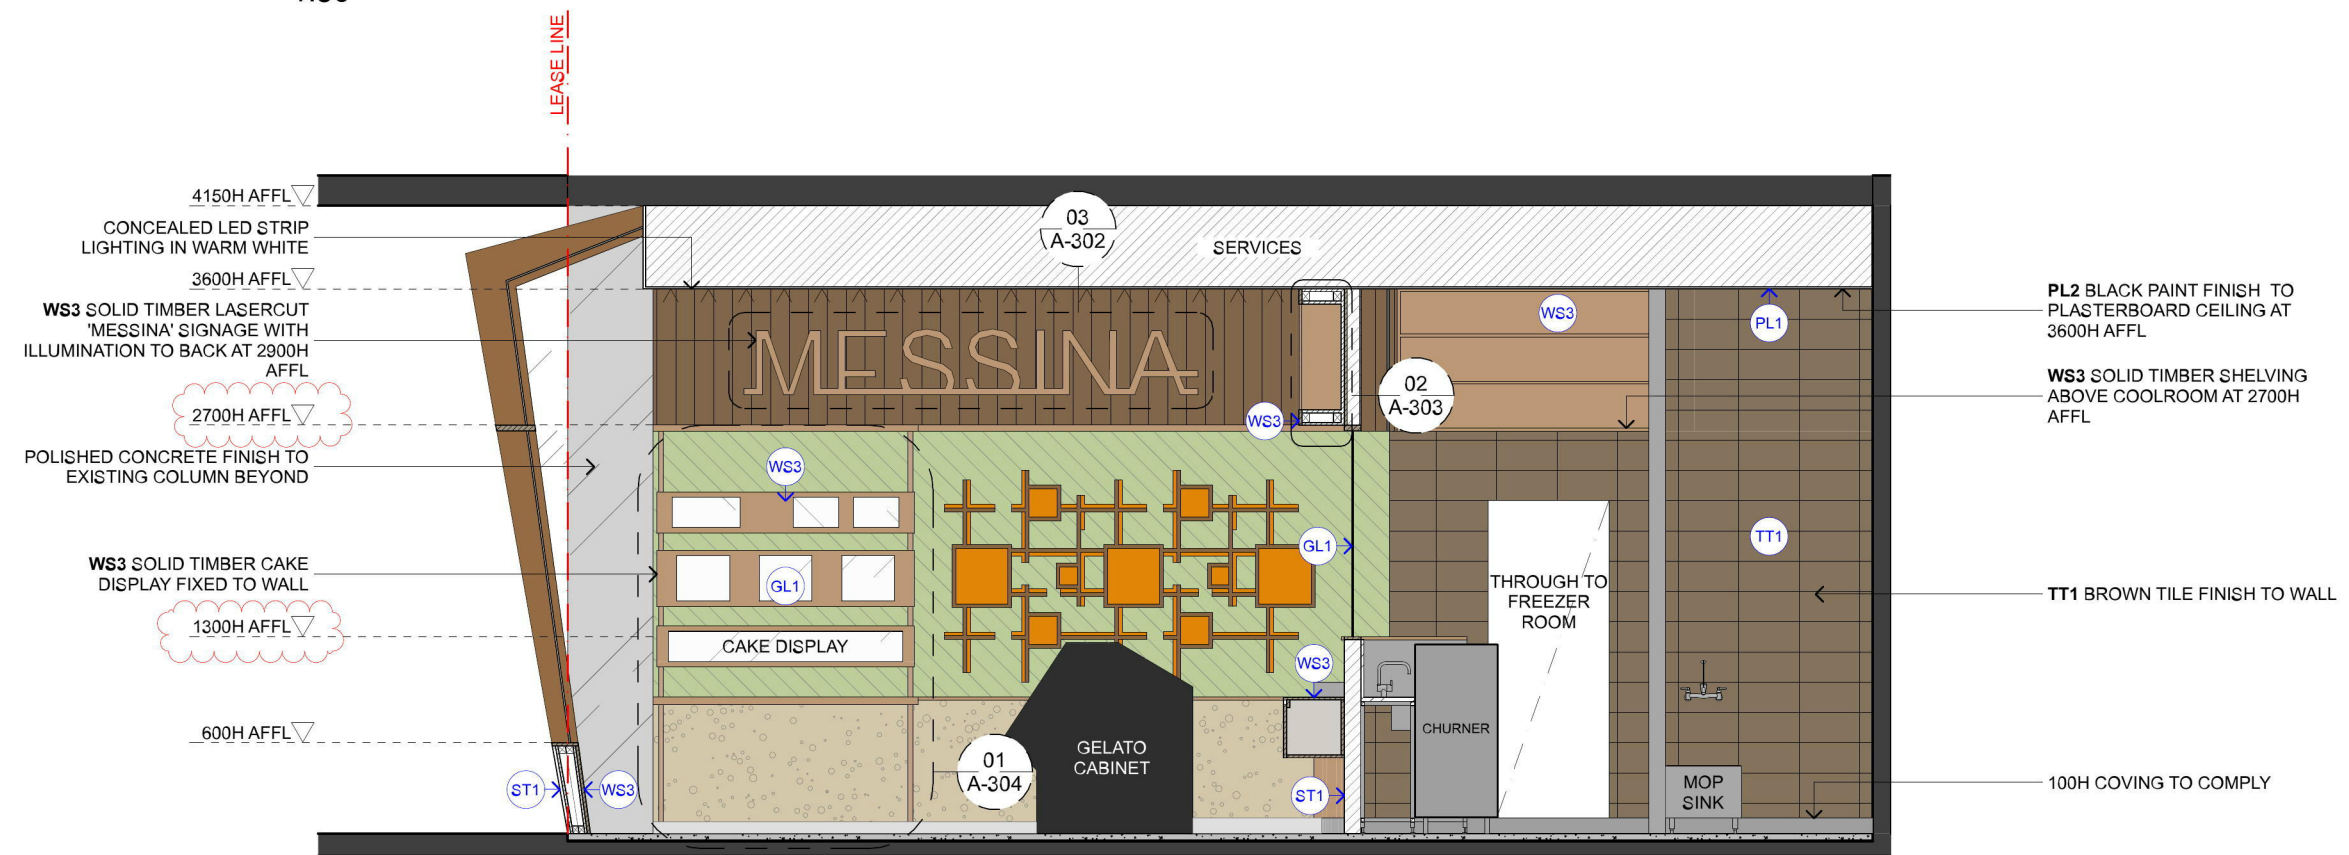 LEASE LINE
4150H AFFL
CONCEALED LED STRIP
LIGHTING IN WARM WHITE
3600H AFFL
WS3 SOLID TIMBER LASERCUT
'MESSINA' SIGNAGE WITH
ILLUMINATION TO BACK AT 2900H
AFFL
2700H AFFL
POLISHED CONCRETE FINISH TO
EXISTING COLUMN BEYOND
WS3 SOLID TIMBER CAKE
DISPLAY FIXED TO WALL
1300H AFFL
600H AFFL
ST1
WS3
03
A-302
SERVICES
MESSINA
WS3
02
A-303
WS3
PL1
WS3
GL1
CAKE DISPLAY
GL1
TT1
THROUGH TO
FREEZER
ROOM
WS3
CHURNER
GELATO
CABINET
01
A-304
ST1
MOP
SINK
PL2 BLACK PAINT FINISH TO
PLASTERBOARD CEILING AT
3600H AFFL
WS3 SOLID TIMBER SHELVING
ABOVE COOLROOM AT 2700H
AFFL
TT1 BROWN TILE FINISH TO WALL
100H COVING TO COMPLY